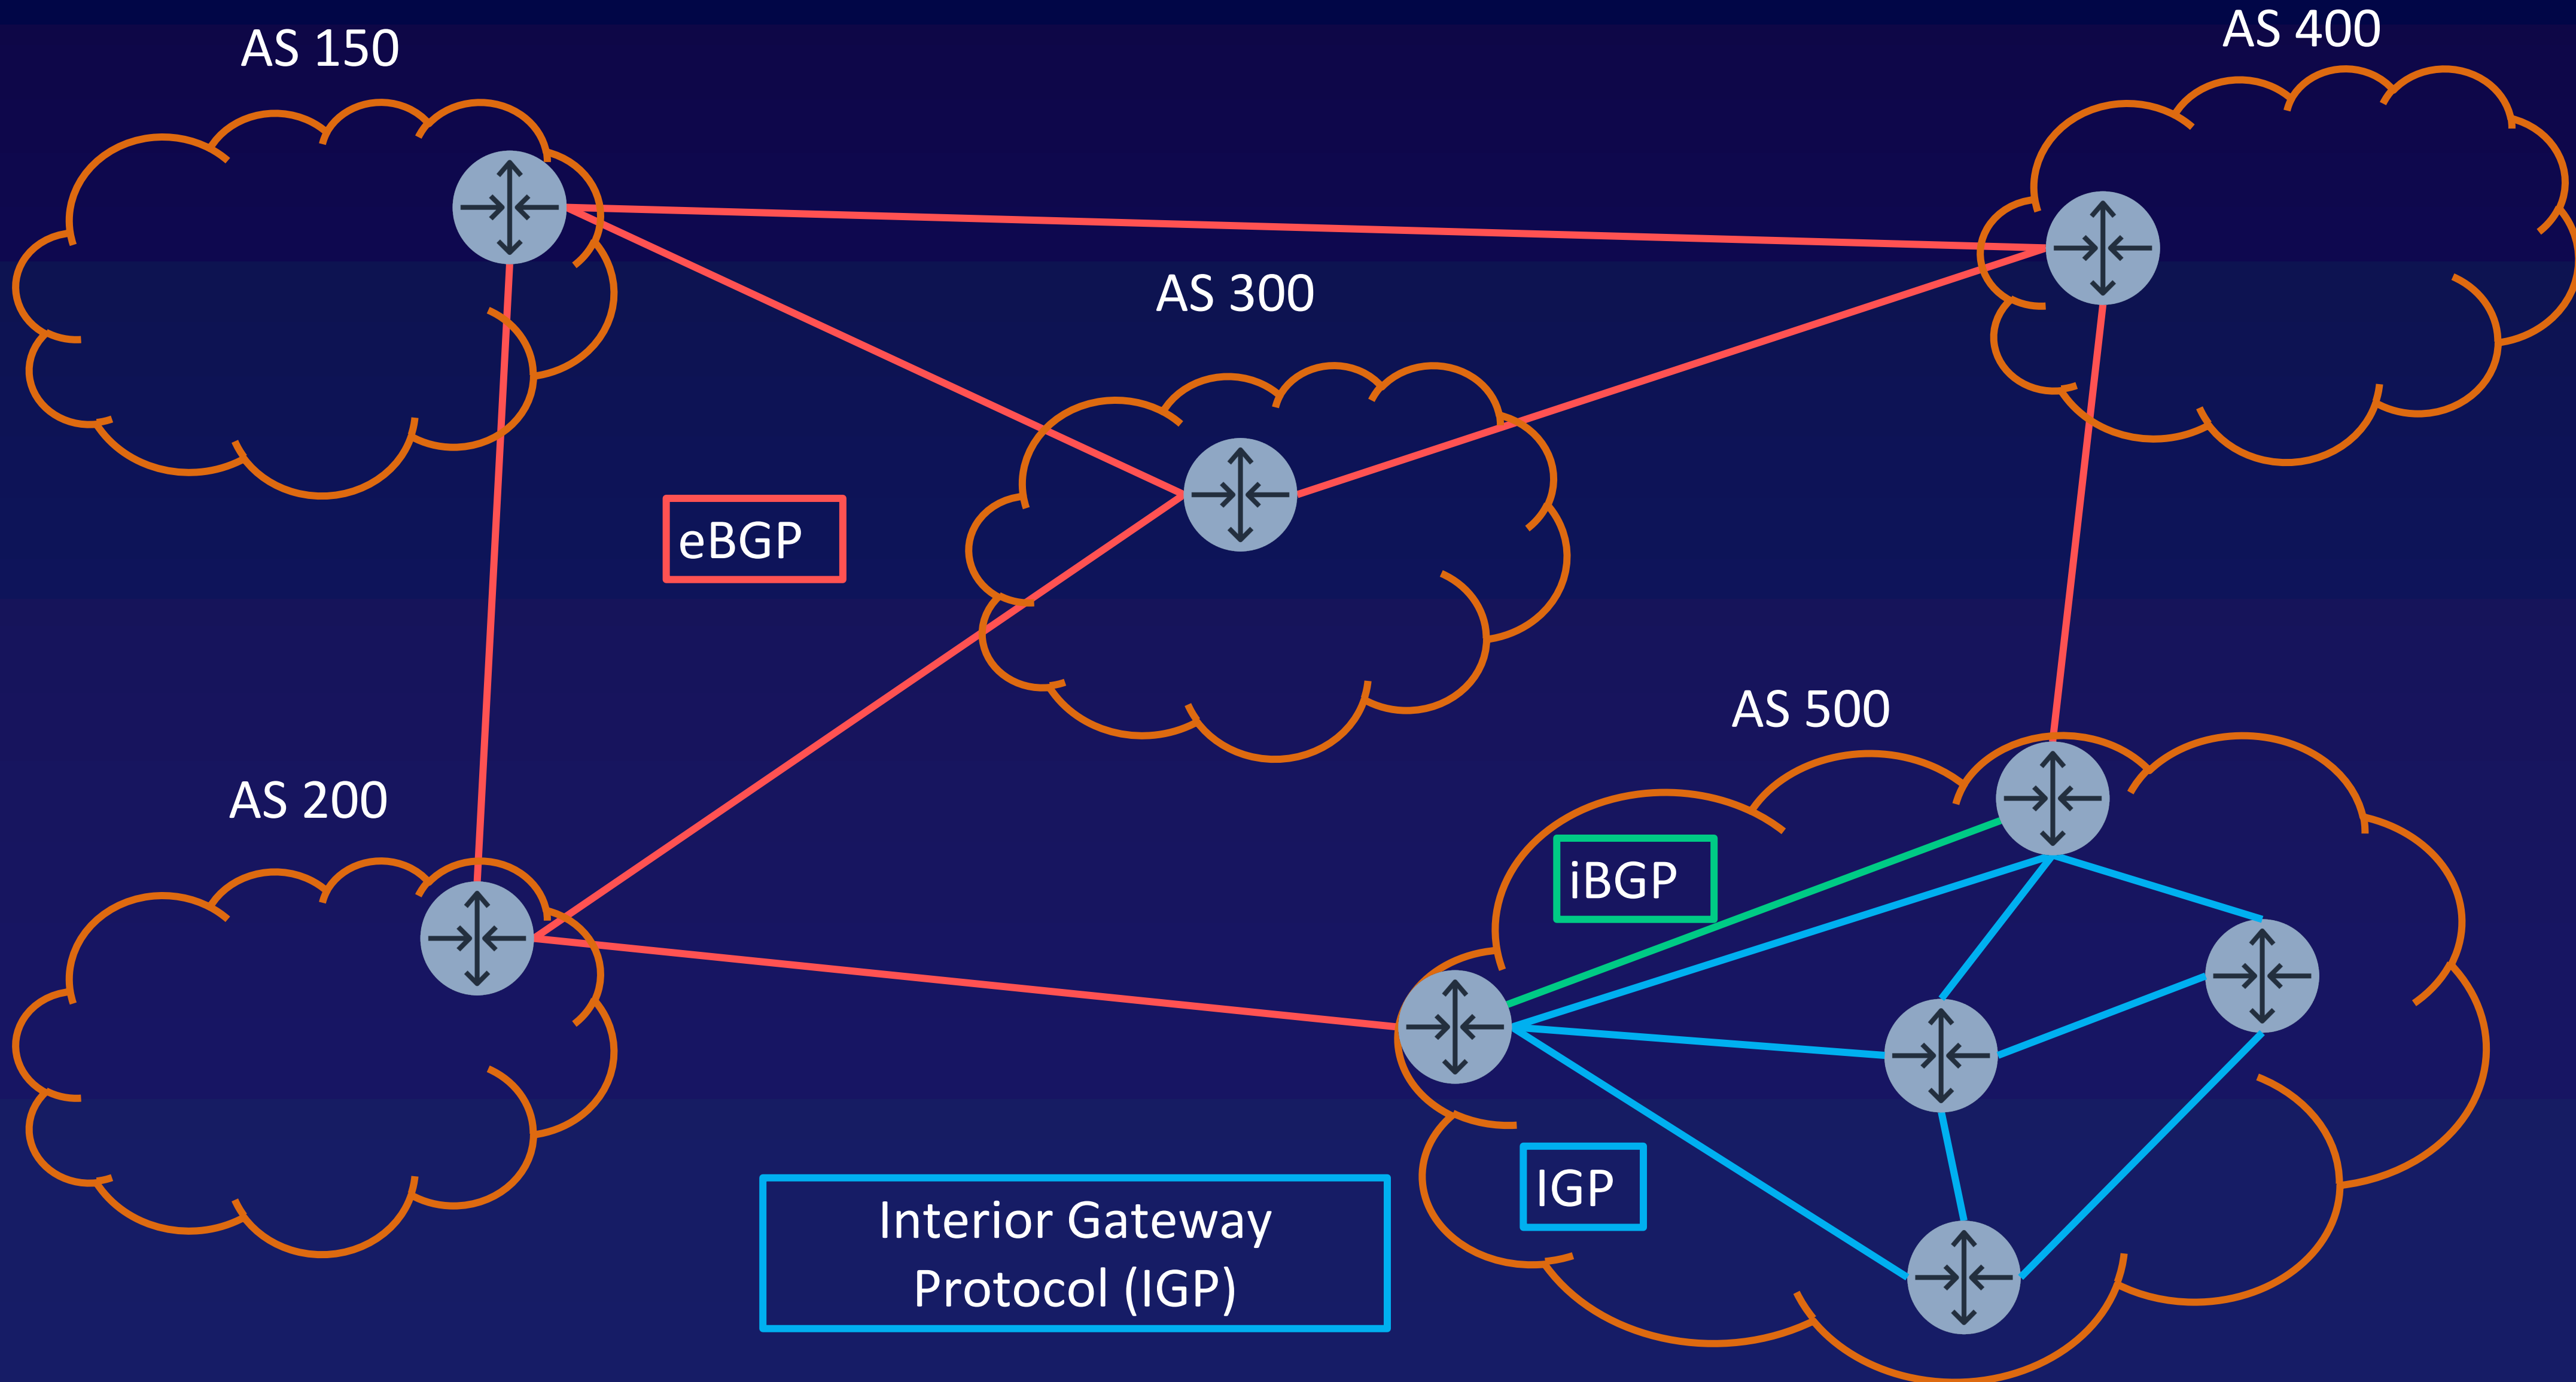 AS 150
AS 400
AS 300
eBGP
AS 500
AS 200
iBGP
IGP
Interior Gateway
Protocol (IGP)